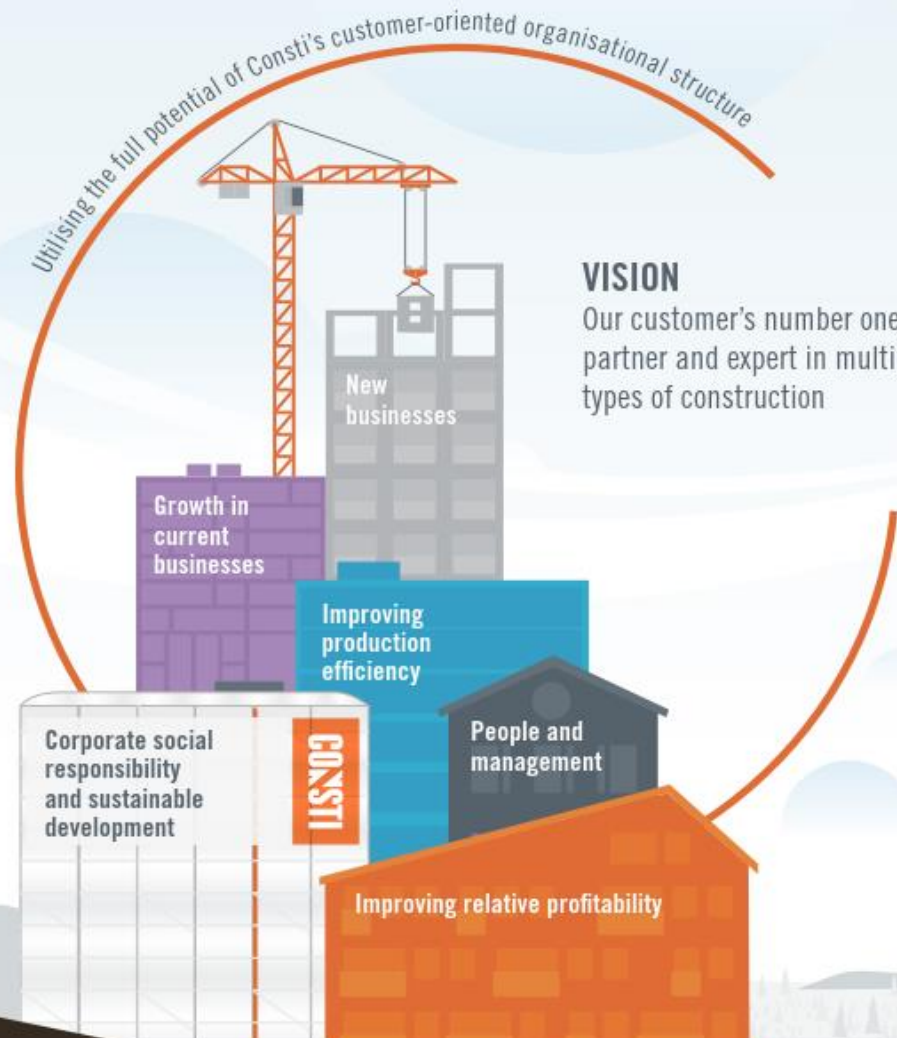 Utilising the full potential of Consti's customer-oriented organisational structure
VISION
Our customer's number one
partner and expert in multi
types of construction
New
businesses
Growth in
current
businesses
Improving
production
efficiency
People and
management
Corporate social
responsibility
and sustainable
development
CONSTI
Improving relative profitability